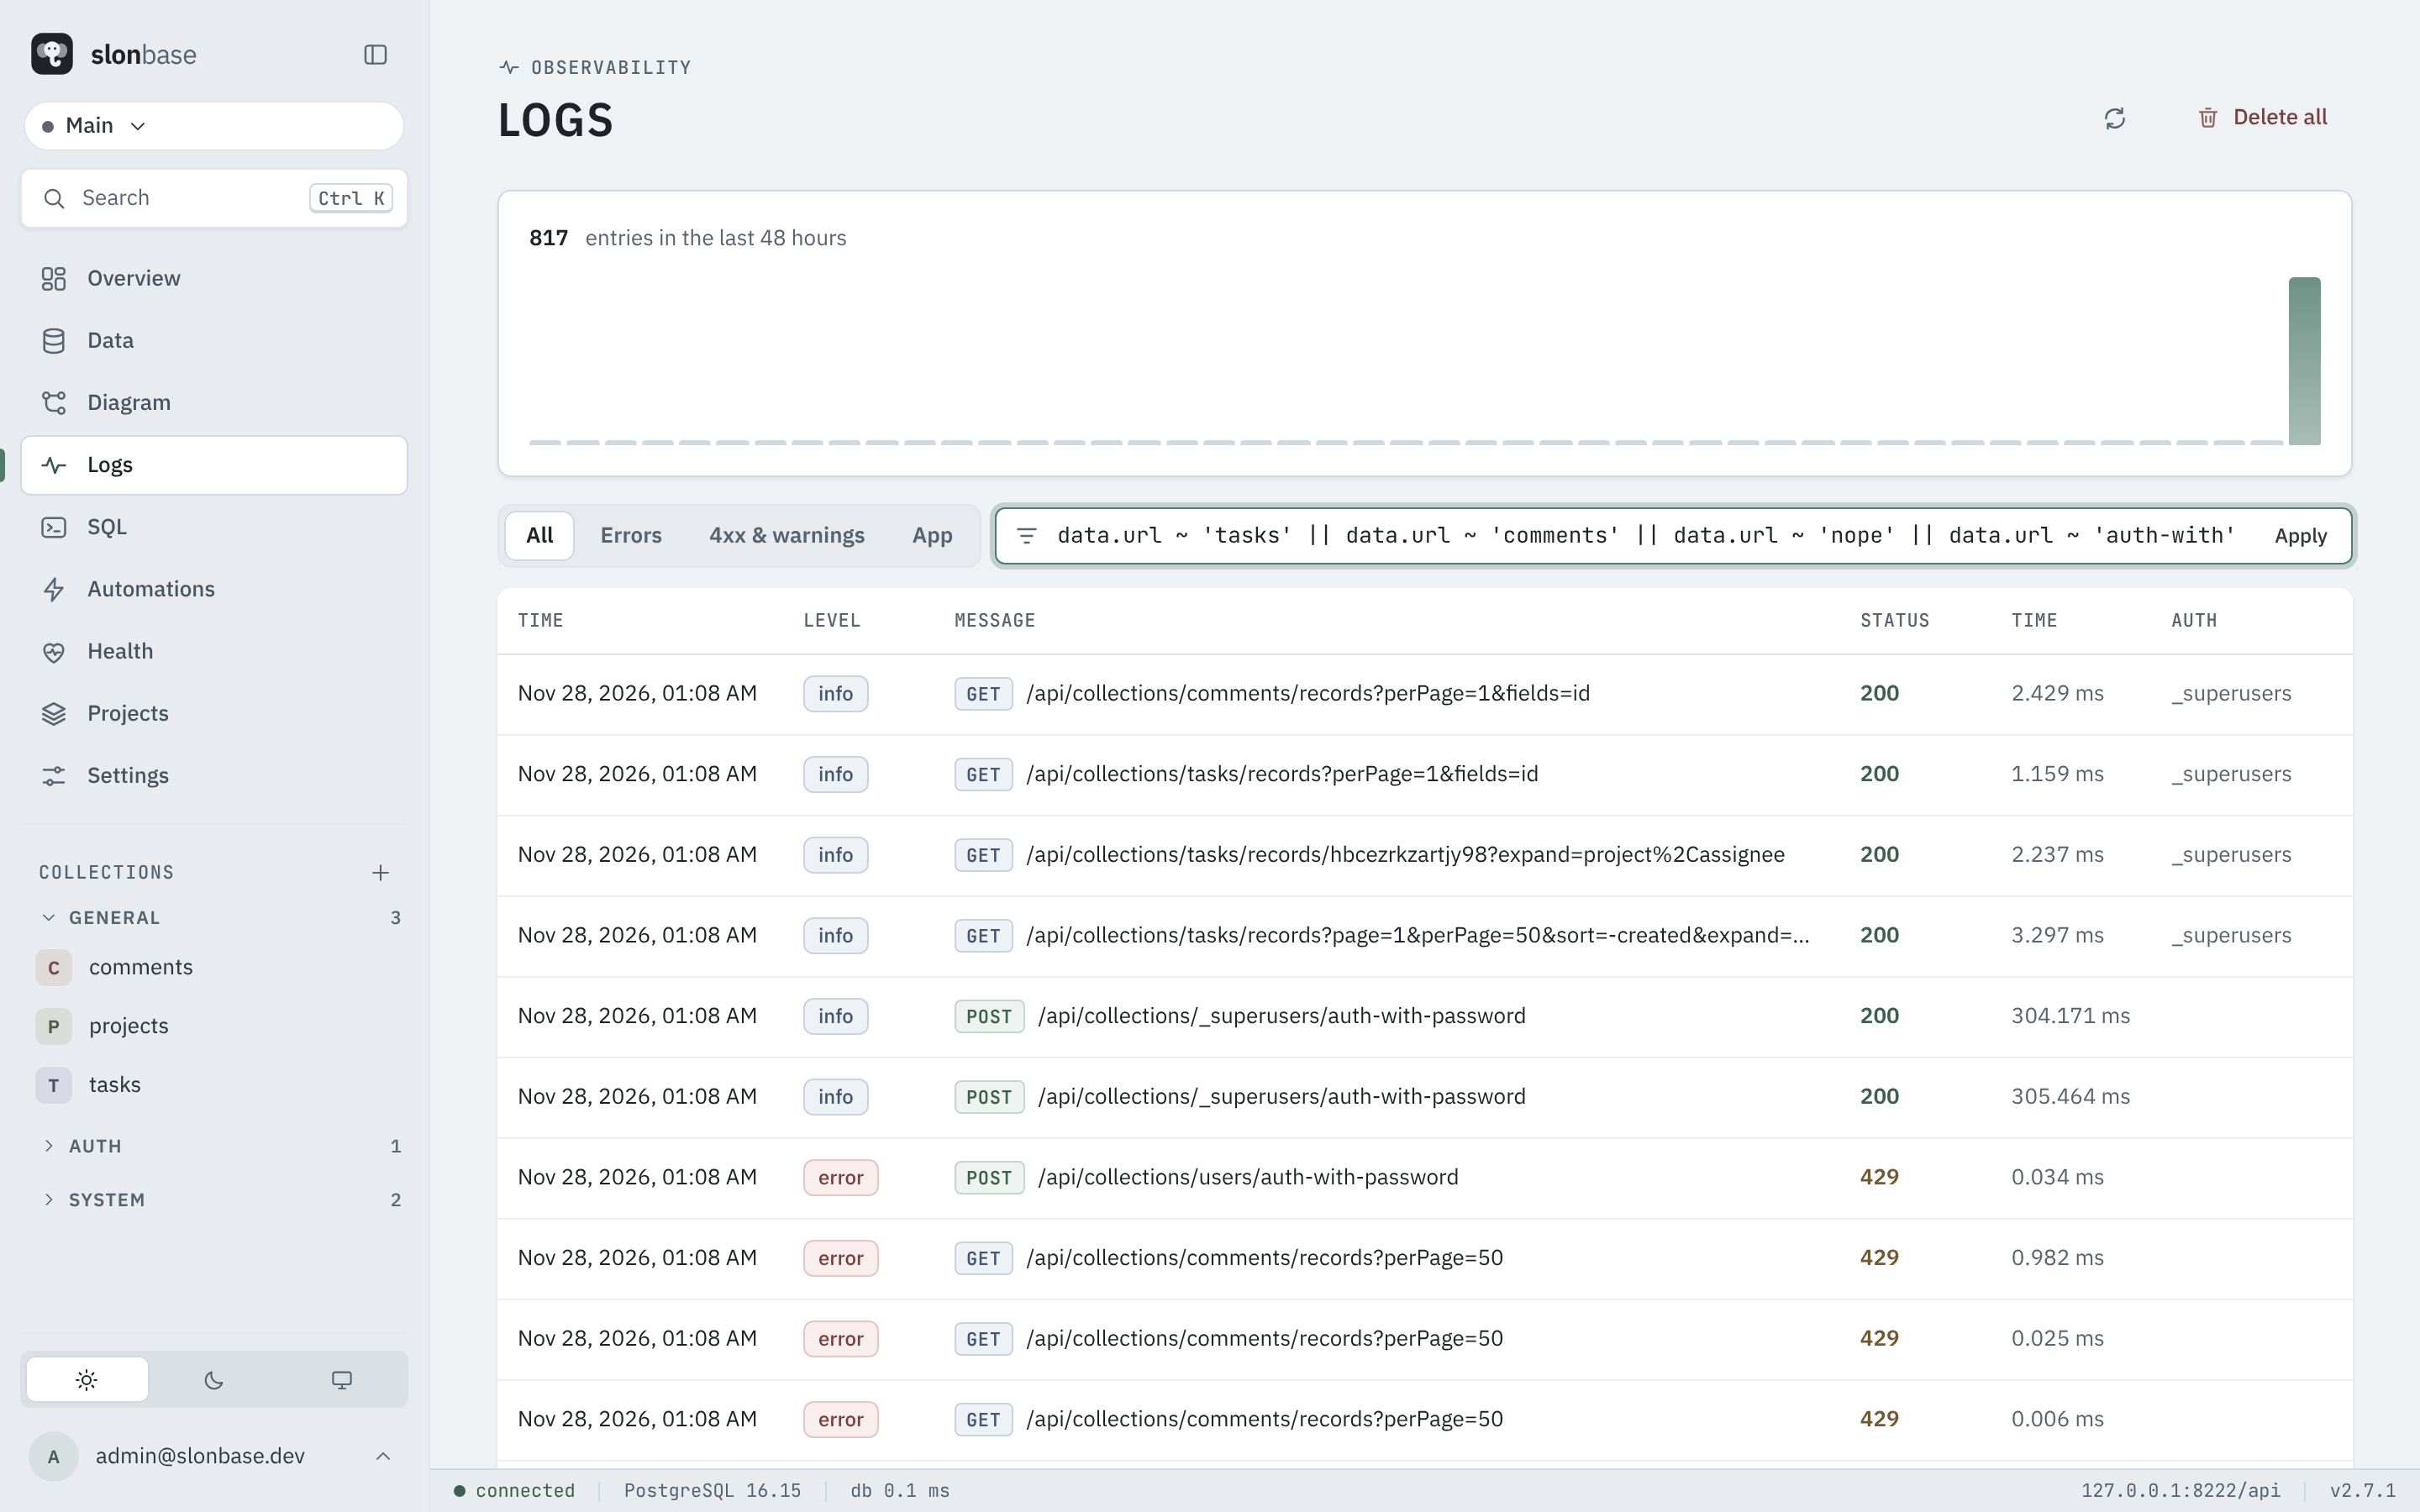 slonbase
Main
Search Ctrl K
Overview
Data
Diagram
Logs
SQL
Automations
Health
Projects
Settings
COLLECTIONS
GENERAL 3
C comments
P projects
T tasks
AUTH 1
SYSTEM 2
A admin@slonbase.dev
OBSERVABILITY
LOGS
Delete all
817 entries in the last 48 hours
All Errors 4xx & warnings App
data.url ~ 'tasks' || data.url ~ 'comments' || data.url ~ 'nope' || data.url ~ 'auth-with' Apply
TIME LEVEL MESSAGE STATUS TIME AUTH
Nov 28, 2026, 01:08 AM info GET /api/collections/comments/records?perPage=1&fields=id 200 2.429 ms _superusers
Nov 28, 2026, 01:08 AM info GET /api/collections/tasks/records?perPage=1&fields=id 200 1.159 ms _superusers
Nov 28, 2026, 01:08 AM info GET /api/collections/tasks/records/hbcezrkzartjy98?expand=project%2Cassignee 200 2.237 ms _superusers
Nov 28, 2026, 01:08 AM info GET /api/collections/tasks/records?page=1&perPage=50&sort=-created&expand=... 200 3.297 ms _superusers
Nov 28, 2026, 01:08 AM info POST /api/collections/_superusers/auth-with-password 200 304.171 ms
Nov 28, 2026, 01:08 AM info POST /api/collections/_superusers/auth-with-password 200 305.464 ms
Nov 28, 2026, 01:08 AM error POST /api/collections/users/auth-with-password 429 0.034 ms
Nov 28, 2026, 01:08 AM error GET /api/collections/comments/records?perPage=50 429 0.982 ms
Nov 28, 2026, 01:08 AM error GET /api/collections/comments/records?perPage=50 429 0.025 ms
Nov 28, 2026, 01:08 AM error GET /api/collections/comments/records?perPage=50 429 0.006 ms
connected PostgreSQL 16.15 db 0.1 ms 127.0.0.1:8222/api v2.7.1